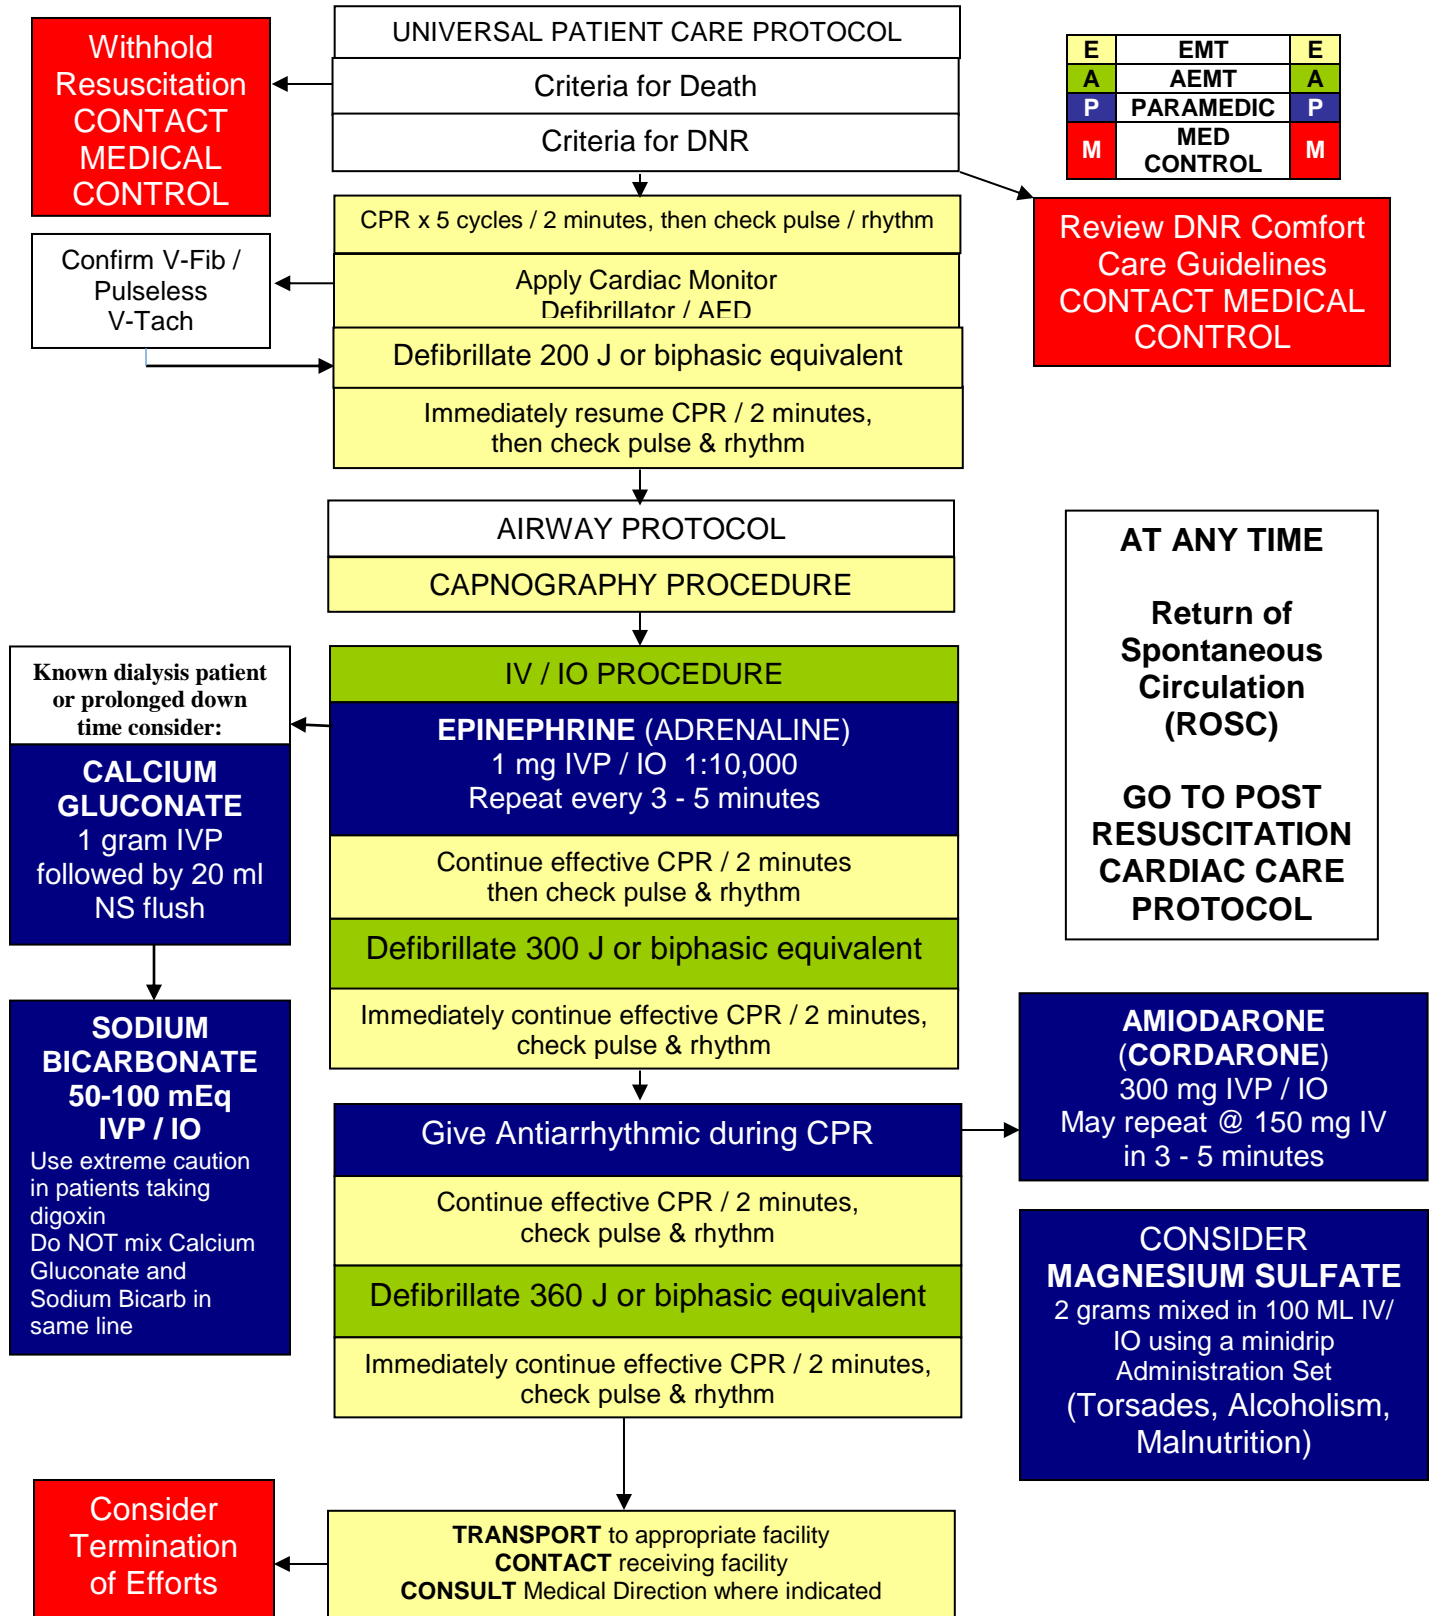 UNIVERSAL PATIENT CARE PROTOCOL
Criteria for Death
Criteria for DNR
Withhold
Resuscitation
CONTACT
MEDICAL
CONTROL
E EMT E
A AEMT A
P PARAMEDIC P
M MED CONTROL M
Review DNR Comfort
Care Guidelines
CONTACT MEDICAL
CONTROL
CPR x 5 cycles / 2 minutes, then check pulse / rhythm
Apply Cardiac Monitor
Defibrillator / AED
Confirm V-Fib /
Pulseless
V-Tach
Defibrillate 200 J or biphasic equivalent
Immediately resume CPR / 2 minutes,
then check pulse & rhythm
AIRWAY PROTOCOL
CAPNOGRAPHY PROCEDURE
AT ANY TIME
Return of
Spontaneous
Circulation
(ROSC)
GO TO POST
RESUSCITATION
CARDIAC CARE
PROTOCOL
IV / IO PROCEDURE
EPINEPHRINE (ADRENALINE)
1 mg IVP / IO 1:10,000
Repeat every 3 - 5 minutes
Known dialysis patient
or prolonged down
time consider:
CALCIUM
GLUCONATE
1 gram IVP
followed by 20 ml
NS flush
SODIUM
BICARBONATE
50-100 mEq
IVP / IO
Use extreme caution
in patients taking
digoxin
Do NOT mix Calcium
Gluconate and
Sodium Bicarb in
same line
Continue effective CPR / 2 minutes
then check pulse & rhythm
Defibrillate 300 J or biphasic equivalent
Immediately continue effective CPR / 2 minutes,
check pulse & rhythm
Give Antiarrhythmic during CPR
AMIODARONE
(CORDARONE)
300 mg IVP / IO
May repeat @ 150 mg IV
in 3 - 5 minutes
CONSIDER
MAGNESIUM SULFATE
2 grams mixed in 100 ML IV/
IO using a minidrip
Administration Set
(Torsades, Alcoholism,
Malnutrition)
Continue effective CPR / 2 minutes,
check pulse & rhythm
Defibrillate 360 J or biphasic equivalent
Immediately continue effective CPR / 2 minutes,
check pulse & rhythm
TRANSPORT to appropriate facility
CONTACT receiving facility
CONSULT Medical Direction where indicated
Consider
Termination
of Efforts